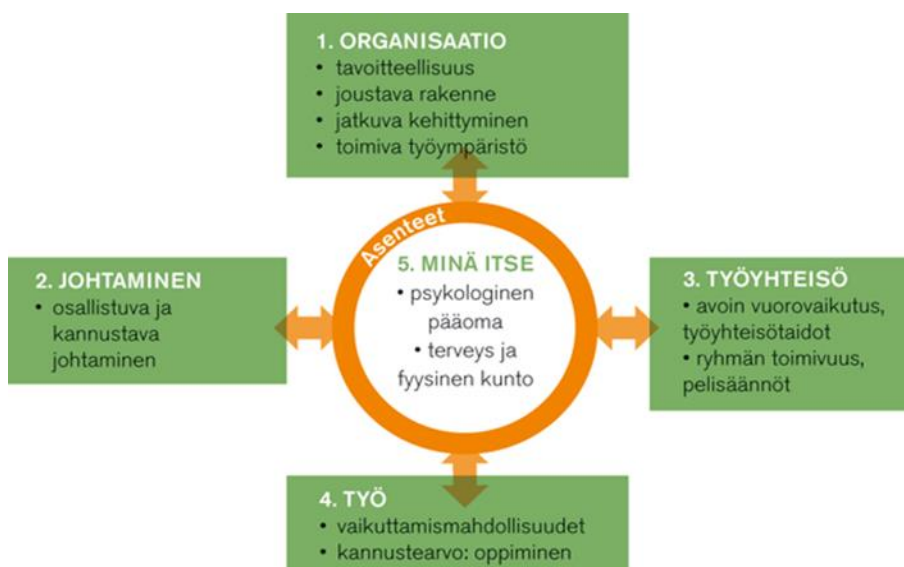 1. ORGANISAATIO
• tavoitteellisuus
• joustava rakenne
• jatkuva kehittyminen
• toimiva työympäristö
Asenteet
5. MINÄ ITSE
• psykologinen
pääoma
• terveys ja
fyysinen kunto
2. JOHTAMINEN
• osallistuva ja
kannustava
johtaminen
3. TYÖYHTEISÖ
• avoin vuorovaikutus,
työyhteisötaidot
• ryhmän toimivuus,
pelisäännöt
4. TYÖ
• vaikuttamismahdollisuudet
• kannustearvo: oppiminen